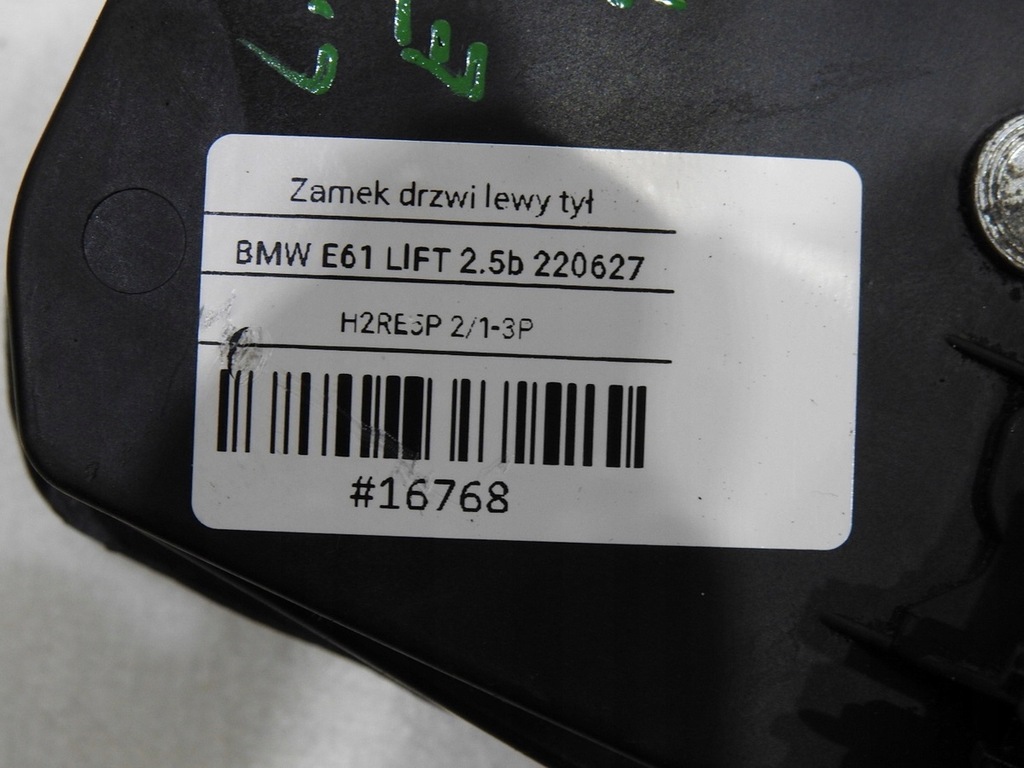 Zamek drzwi lewy tył
BMW E61 LIFT 2.5b 220627
H2RE5P 2/1-3P
#16768